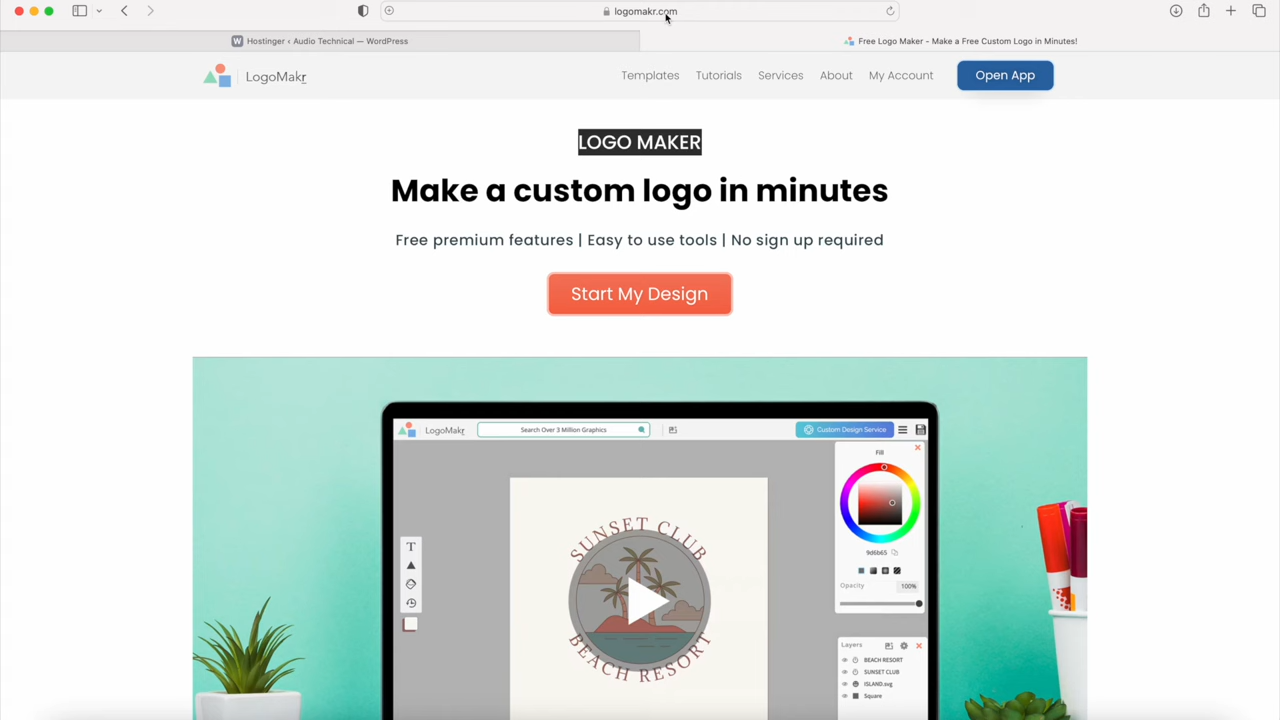 logomakr.com
Hostinger ‹ Audio Technical — WordPress
Free Logo Maker - Make a Free Custom Logo in Minutes!
LogoMakr
Templates
Tutorials
Services
About
My Account
Open App
LOGO MAKER
Make a custom logo in minutes
Free premium features | Easy to use tools | No sign up required
Start My Design
LogoMakr
Search Over 3 Million Graphics
Custom Design Service
Fill
9d6b65
Opacity
100%
T
SUNSET CLUB
BEACH RESORT
Layers
BEACH RESORT
SUNSET CLUB
ISLAND.svg
Square